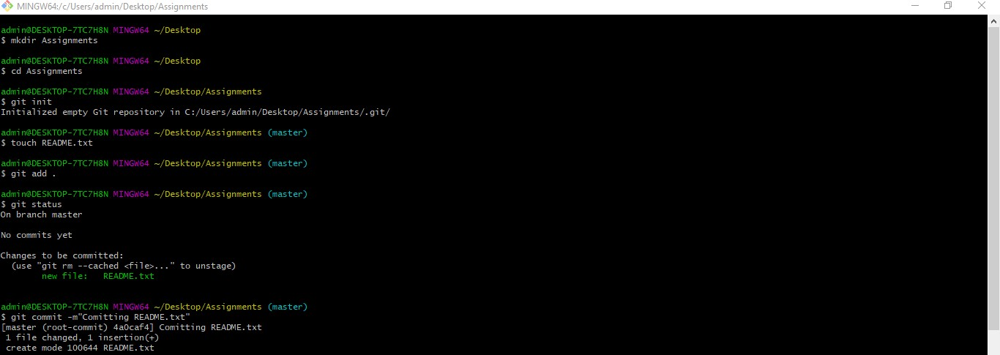 MINGW64:/c/Users/admin/Desktop/Assignments
admin@DESKTOP-7TC7H8N MINGW64 ~/Desktop
$ mkdir Assignments
admin@DESKTOP-7TC7H8N MINGW64 ~/Desktop
$ cd Assignments
admin@DESKTOP-7TC7H8N MINGW64 ~/Desktop/Assignments
$ git init
Initialized empty Git repository in C:/Users/admin/Desktop/Assignments/.git/
admin@DESKTOP-7TC7H8N MINGW64 ~/Desktop/Assignments (master)
$ touch README.txt
admin@DESKTOP-7TC7H8N MINGW64 ~/Desktop/Assignments (master)
$ git add .
admin@DESKTOP-7TC7H8N MINGW64 ~/Desktop/Assignments (master)
$ git status
On branch master
No commits yet
Changes to be committed:
  (use "git rm --cached <file>..." to unstage)
        new file:   README.txt
admin@DESKTOP-7TC7H8N MINGW64 ~/Desktop/Assignments (master)
$ git commit -m"Comitting README.txt"
[master (root-commit) 4a0caf4] Comitting README.txt
 1 file changed, 1 insertion(+)
 create mode 100644 README.txt